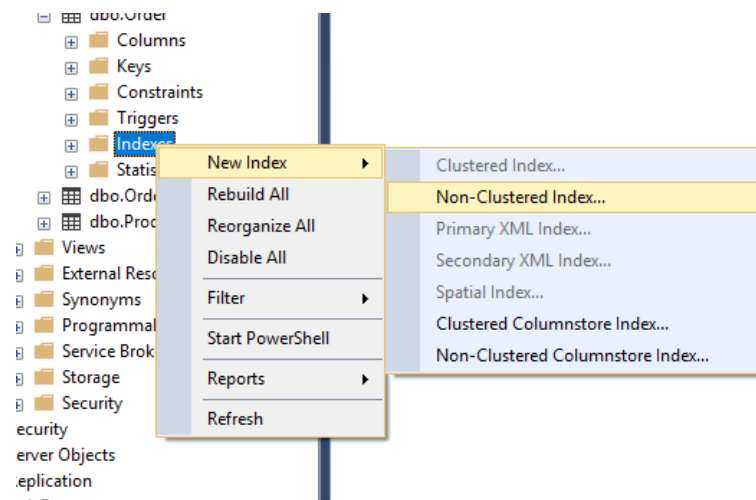 dbo.Order
Columns
Keys
Constraints
Triggers
Indexes
Statis
dbo.Orde
dbo.Prod
Views
External Reso
Synonyms
Programmal
Service Brok
Storage
Security
ecurity
erver Objects
eplication
New Index
Rebuild All
Reorganize All
Disable All
Filter
Start PowerShell
Reports
Refresh
Clustered Index...
Non-Clustered Index...
Primary XML Index...
Secondary XML Index...
Spatial Index...
Clustered Columnstore Index...
Non-Clustered Columnstore Index...